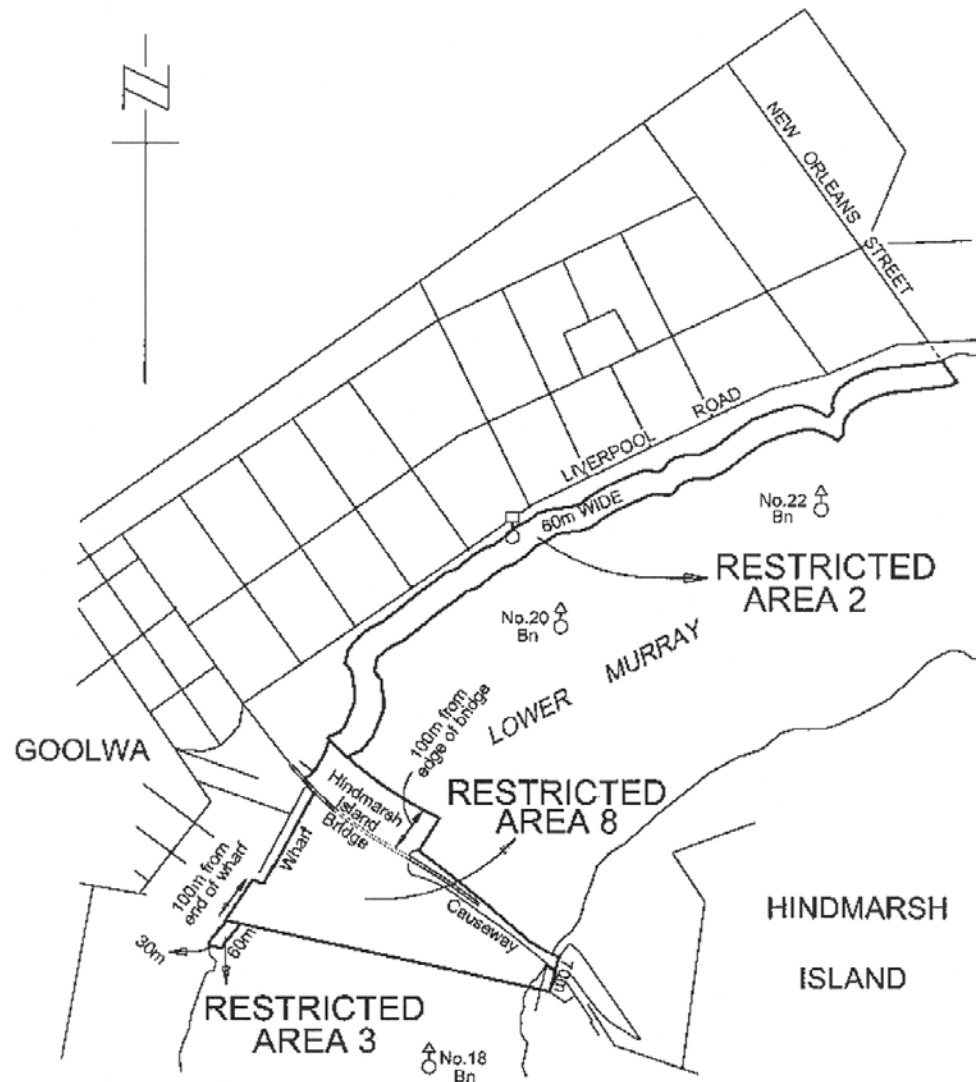 N
NEW ORLEANS STREET
LIVERPOOL ROAD
60m WIDE
No.22
Bn
RESTRICTED
AREA 2
No.20
Bn
LOWER MURRAY
100m from
edge of bridge
GOOLWA
Hindmarsh
Island
Bridge
RESTRICTED
AREA 8
Wharf
100m from
end of wharf
Causeway
HINDMARSH
ISLAND
30m
60m
70m
RESTRICTED
AREA 3
No.18
Bn